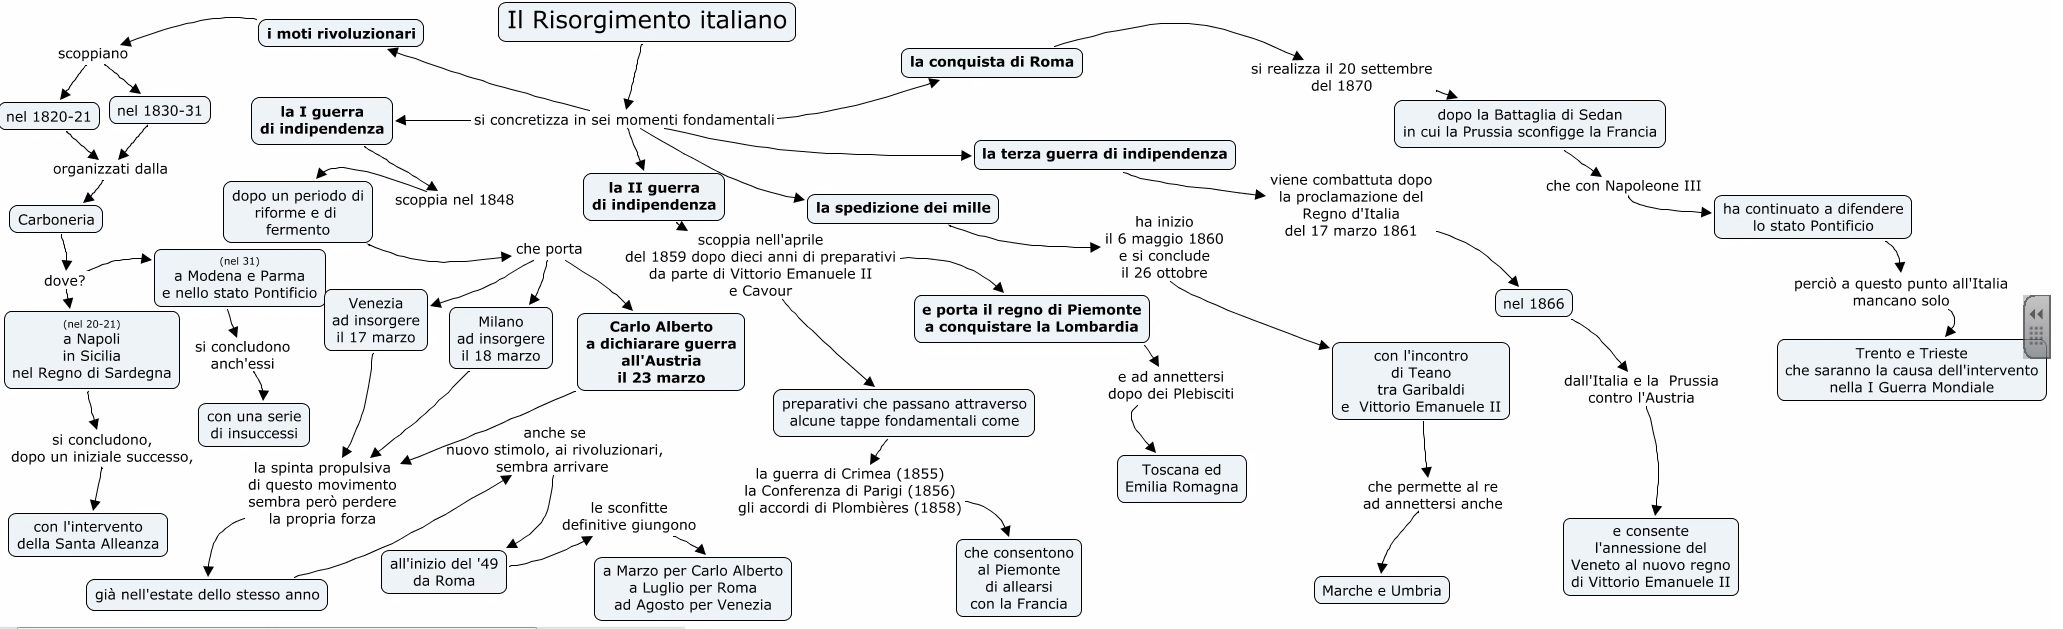 Il Risorgimento italiano
si concretizza in sei momenti fondamentali
i moti rivoluzionari
scoppiano
nel 1820-21
nel 1830-31
organizzati dalla
Carboneria
dove?
(nel 31)
a Modena e Parma
e nello stato Pontificio
(nel 20-21)
a Napoli
in Sicilia
nel Regno di Sardegna
si concludono
anch'essi
con una serie
di insuccessi
si concludono,
dopo un iniziale successo,
con l'intervento
della Santa Alleanza
la I guerra
di indipendenza
scoppia nel 1848
dopo un periodo di
riforme e di
fermento
che porta
Venezia
ad insorgere
il 17 marzo
Milano
ad insorgere
il 18 marzo
Carlo Alberto
a dichiarare guerra
all'Austria
il 23 marzo
la spinta propulsiva
di questo movimento
sembra però perdere
la propria forza
già nell'estate dello stesso anno
anche se
nuovo stimolo, ai rivoluzionari,
sembra arrivare
all'inizio del '49
da Roma
le sconfitte
definitive giungono
a Marzo per Carlo Alberto
a Luglio per Roma
ad Agosto per Venezia
la II guerra
di indipendenza
scoppia nell'aprile
del 1859 dopo dieci anni di preparativi
da parte di Vittorio Emanuele II
e Cavour
preparativi che passano attraverso
alcune tappe fondamentali come
la guerra di Crimea (1855)
la Conferenza di Parigi (1856)
gli accordi di Plombières (1858)
che consentono
al Piemonte
di allearsi
con la Francia
e porta il regno di Piemonte
a conquistare la Lombardia
e ad annettersi
dopo dei Plebisciti
Toscana ed
Emilia Romagna
la spedizione dei mille
ha inizio
il 6 maggio 1860
e si conclude
il 26 ottobre
con l'incontro
di Teano
tra Garibaldi
e Vittorio Emanuele II
che permette al re
ad annettersi anche
Marche e Umbria
la terza guerra di indipendenza
viene combattuta dopo
la proclamazione del
Regno d'Italia
del 17 marzo 1861
nel 1866
dall'Italia e la Prussia
contro l'Austria
e consente
l'annessione del
Veneto al nuovo regno
di Vittorio Emanuele II
la conquista di Roma
si realizza il 20 settembre
del 1870
dopo la Battaglia di Sedan
in cui la Prussia sconfigge la Francia
che con Napoleone III
ha continuato a difendere
lo stato Pontificio
perciò a questo punto all'Italia
mancano solo
Trento e Trieste
che saranno la causa dell'intervento
nella I Guerra Mondiale